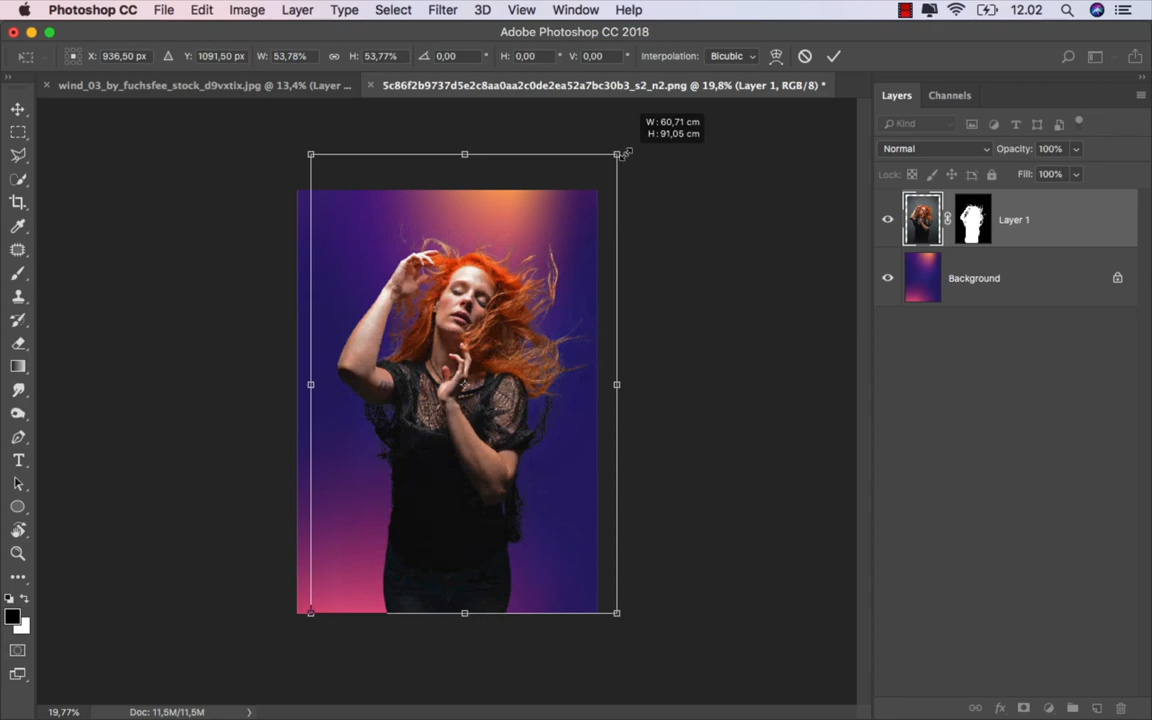 Photoshop CC File Edit Image Layer Type Select Filter 3D View Window Help 12.02
Adobe Photoshop CC 2018
X: 936,50 px Y: 1091,50 px W: 53,78% H: 53,77% 0,00 ° H: 0,00 ° V: 0,00 ° Interpolation: Bicubic
wind_03_by_fuchsfee_stock_d9vxtix.jpg @ 13,4% (Layer ...
5c86f2b9737d5e2c8aa0aa2c0de2ea52a7bc30b3_s2_n2.png @ 19,8% (Layer 1, RGB/8) *
W: 60,71 cm
H: 91,05 cm
Layers Channels
Kind
Normal Opacity: 100%
Lock: Fill: 100%
Layer 1
Background
19,77% Doc: 11,5M/11,5M